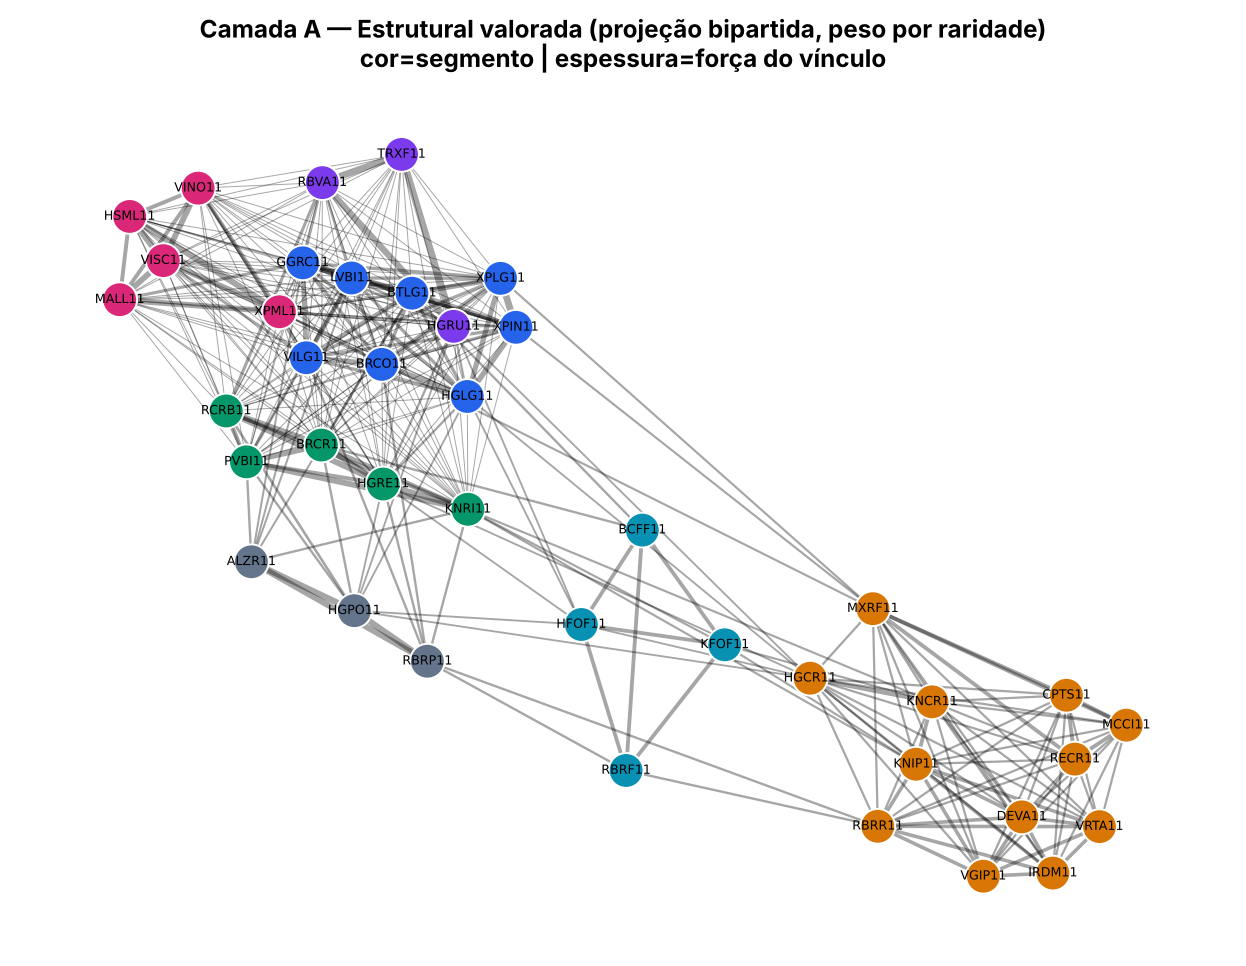 Camada A — Estrutural valorada (projeção bipartida, peso por raridade)
cor=segmento | espessura=força do vínculo
TRXF11
RBVA11
VINO11
HSML11
VISC11
GGRC11
LVBI11
XPLG11
BTLG11
MALL11
XPML11
HGRU11
XPIN11
VILG11
BRCO11
HGLG11
RCRB11
BRCR11
PVBI11
HGRE11
KNRI11
BCFF11
ALZR11
HGPO11
MXRF11
HFOF11
KFOF11
RBRP11
HGCR11
CPTS11
KNCR11
MCCI11
RECR11
KNIP11
RBRF11
DEVA11
RBRR11
VRTA11
VGIP11
IRDM11